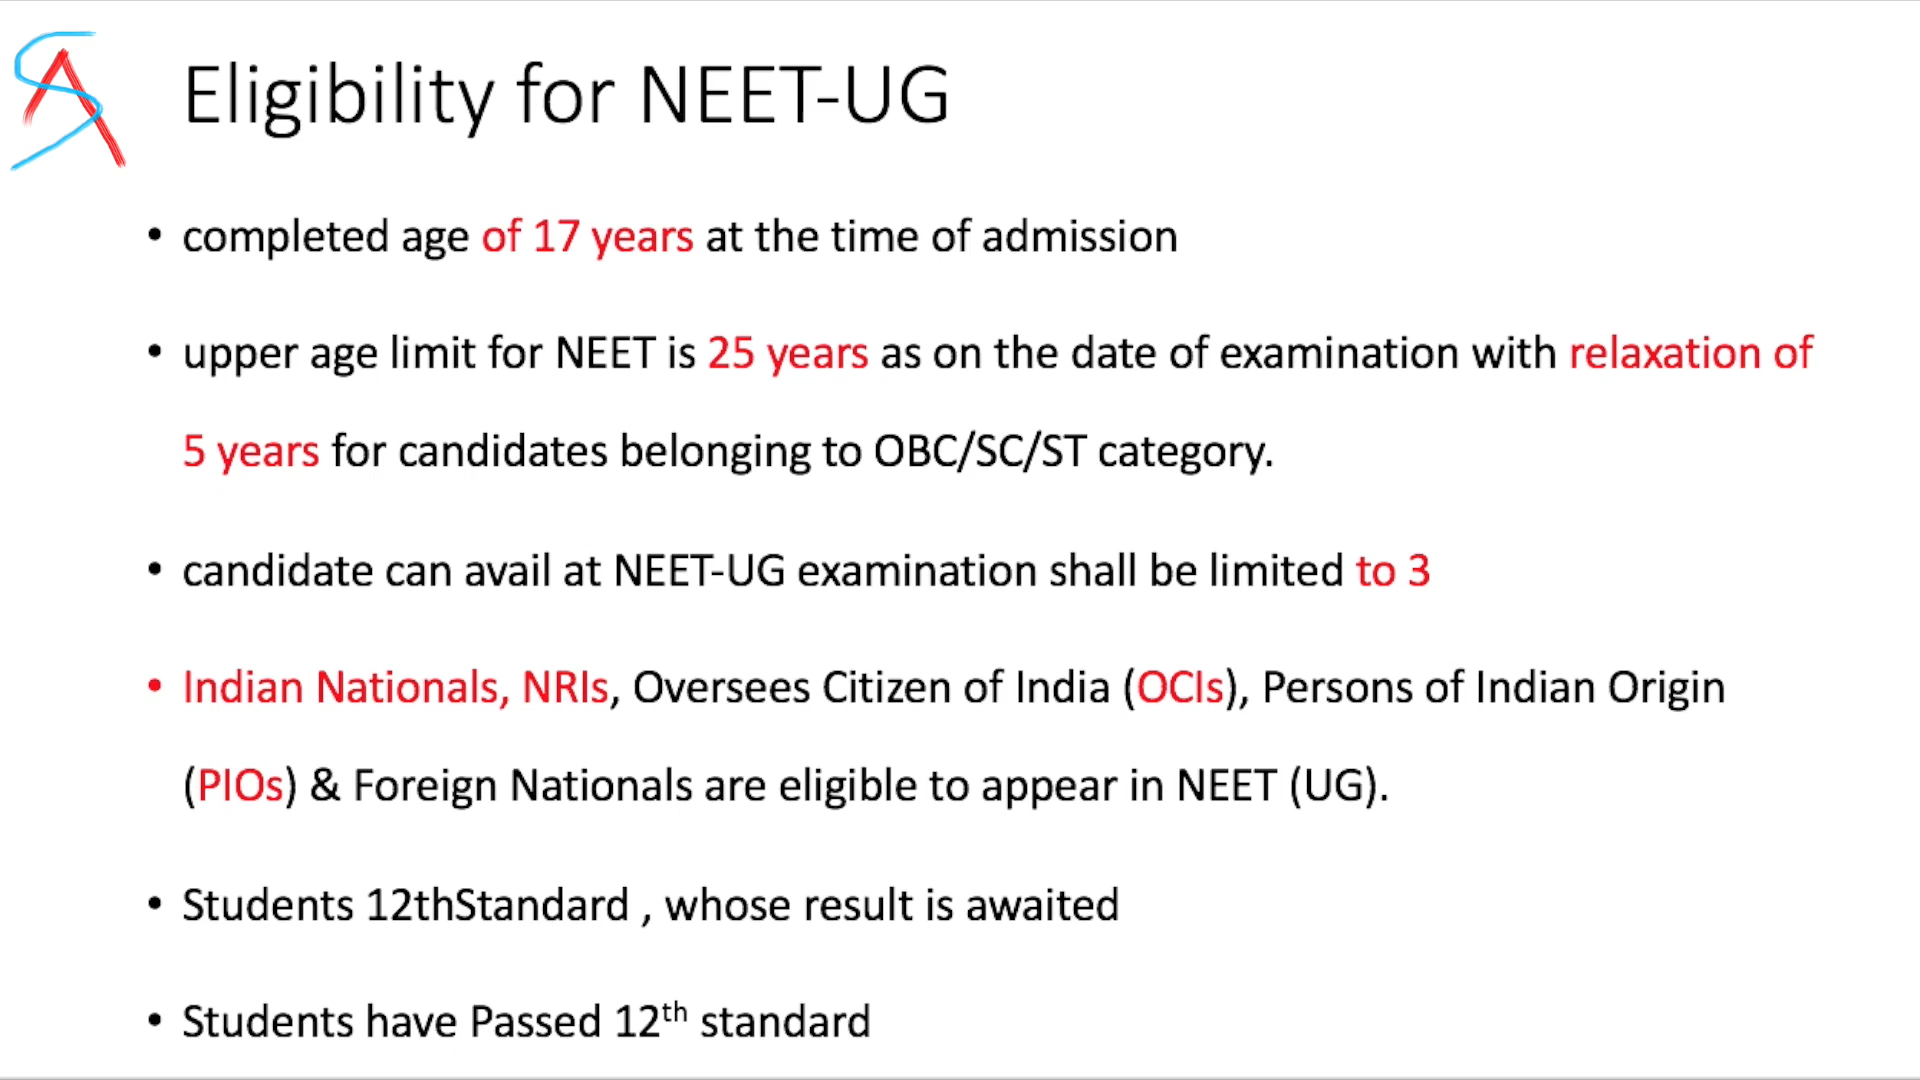 SA
Eligibility for NEET-UG
• completed age of 17 years at the time of admission
• upper age limit for NEET is 25 years as on the date of examination with relaxation of
5 years for candidates belonging to OBC/SC/ST category.
• candidate can avail at NEET-UG examination shall be limited to 3
• Indian Nationals, NRIs, Oversees Citizen of India (OCIs), Persons of Indian Origin
(PIOs) & Foreign Nationals are eligible to appear in NEET (UG).
• Students 12thStandard , whose result is awaited
• Students have Passed 12th standard